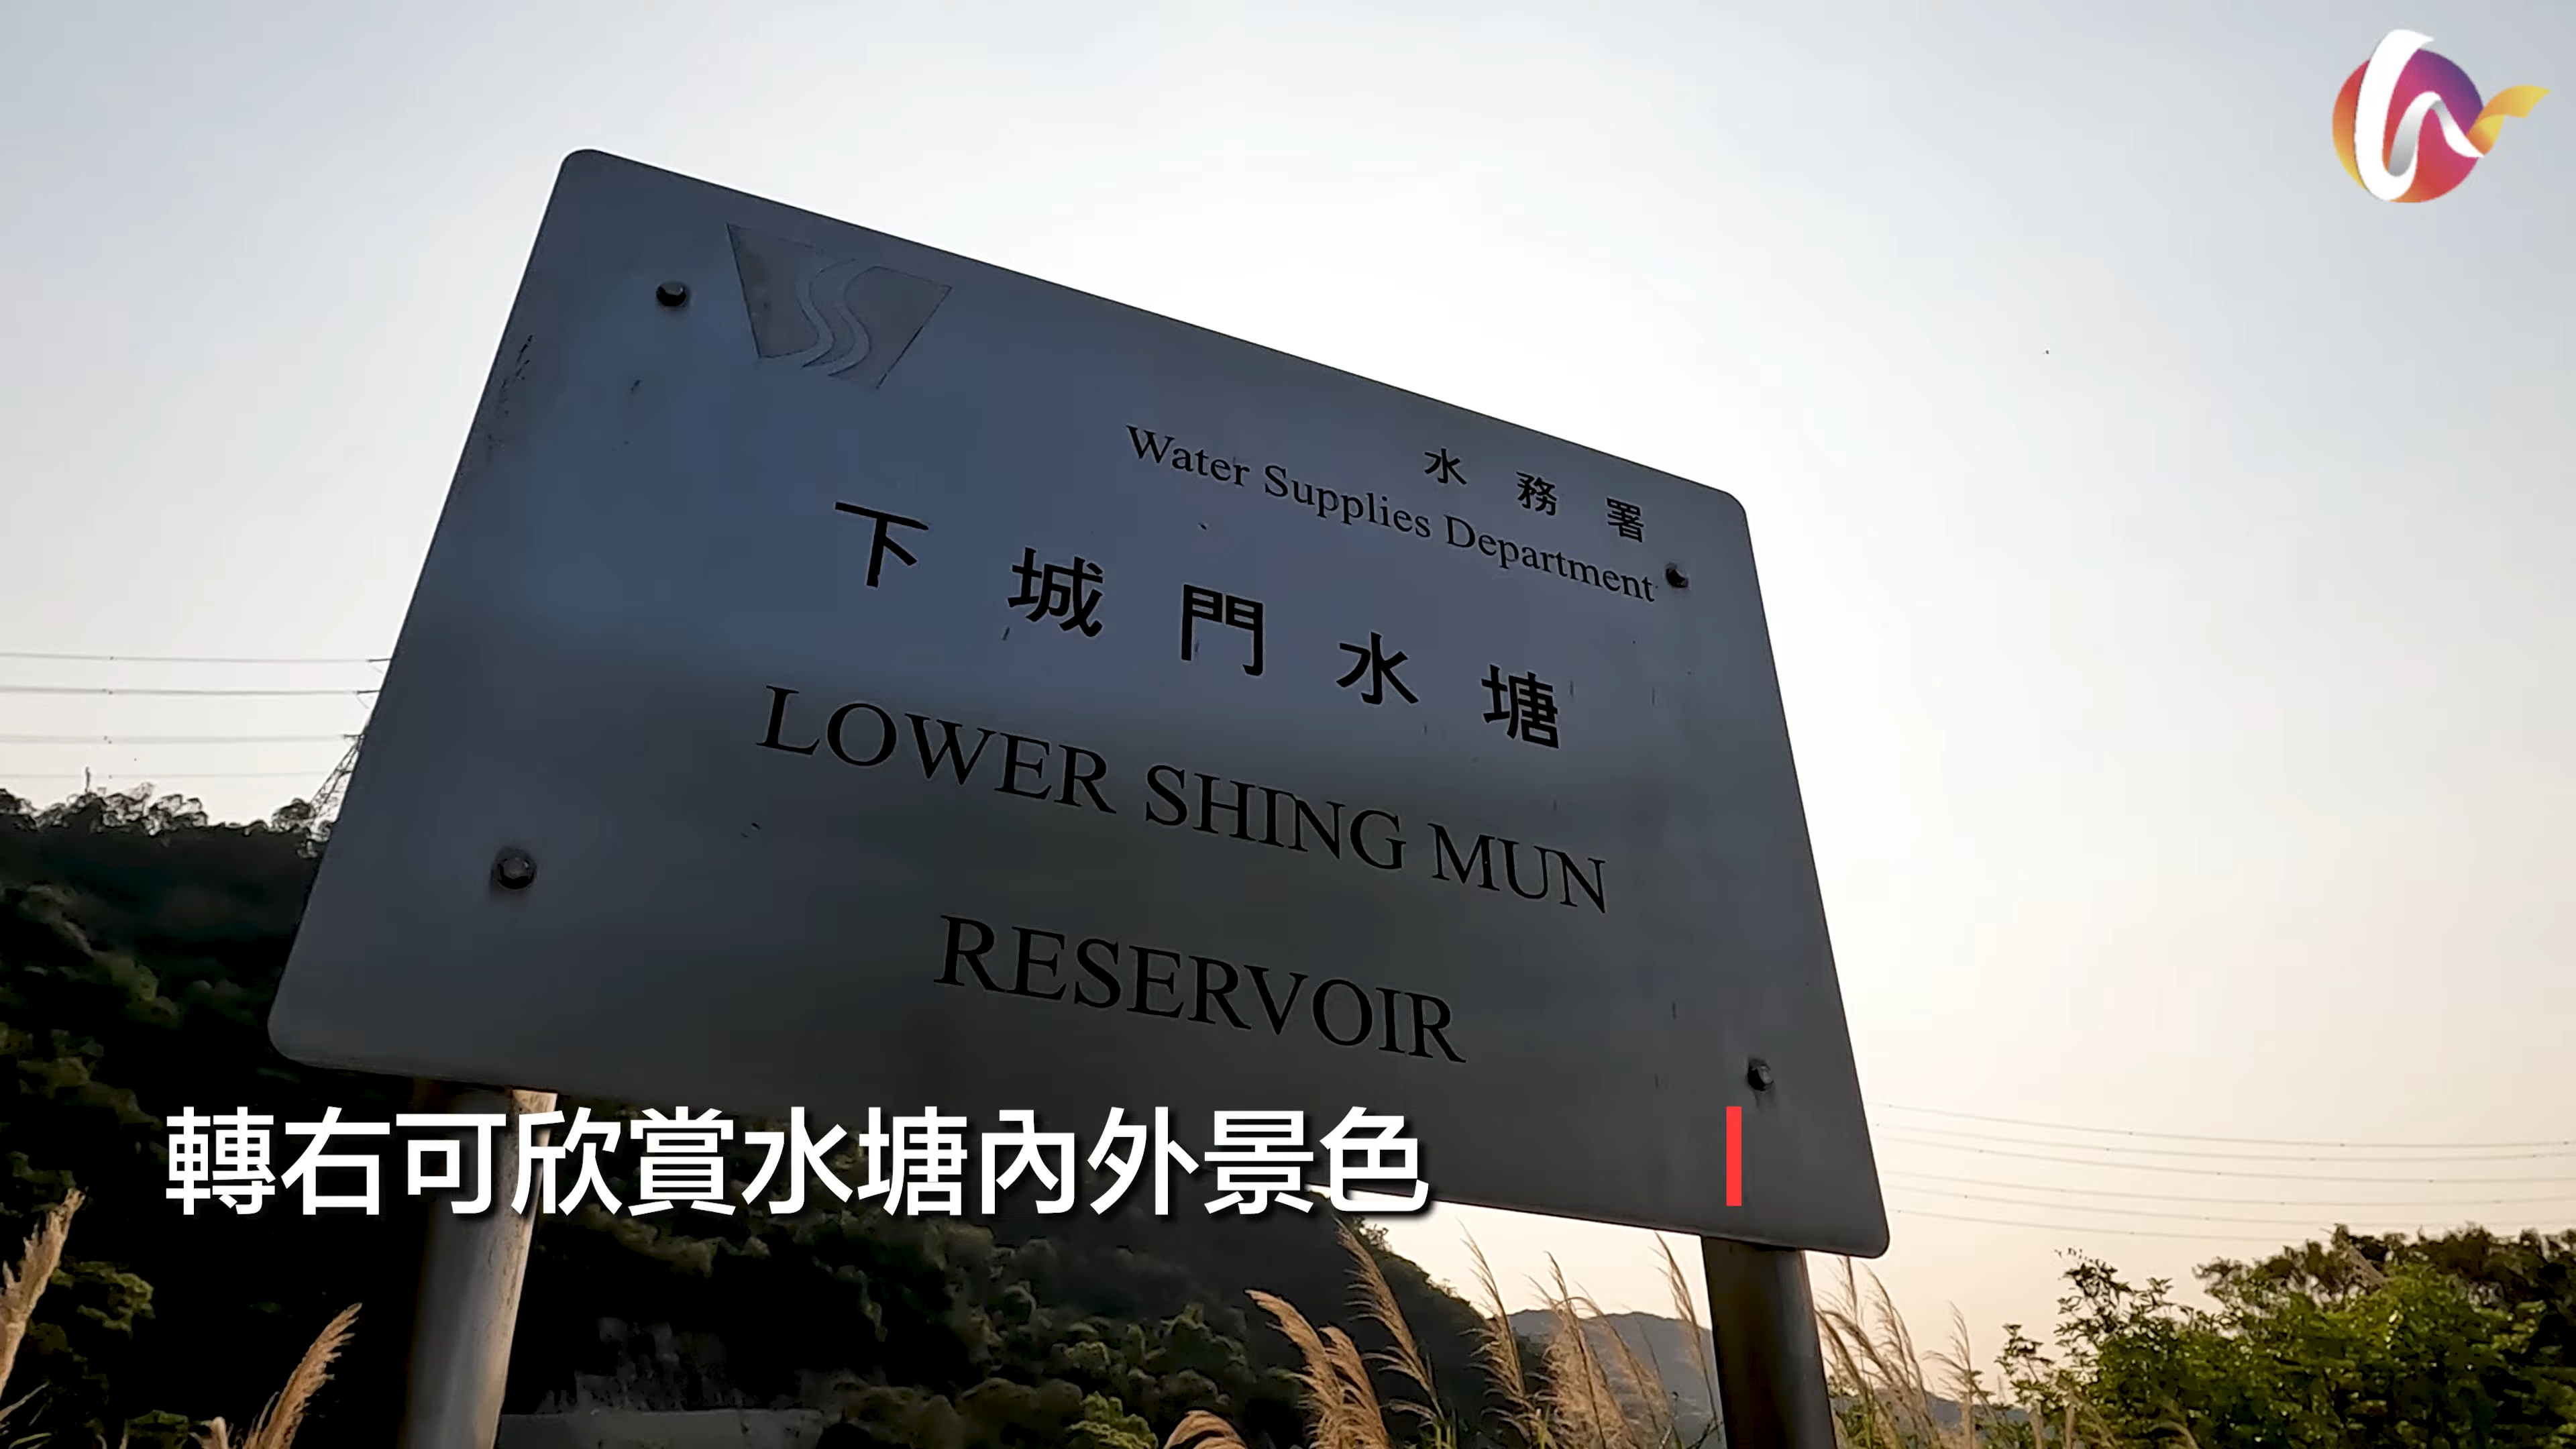 水務署
Water Supplies Department
下城門水塘
LOWER SHING MUN
RESERVOIR
轉右可欣賞水塘內外景色